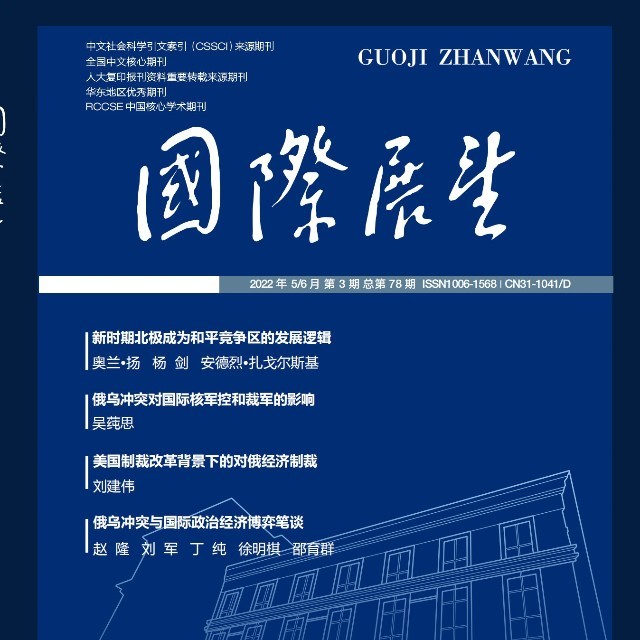 中文社会科学引文索引（CSSCI）来源期刊
全国中文核心期刊
人大复印报刊资料重要转载来源期刊
华东地区优秀期刊
RCCSE 中国核心学术期刊
GUOJI ZHANWANG
國際展望
2022 年 5/6 月 第 3 期 总第 78 期 ISSN1006-1568 | CN31-1041/D
新时期北极成为和平竞争区的发展逻辑
奥兰•扬 杨 剑 安德烈•扎戈尔斯基
俄乌冲突对国际核军控和裁军的影响
吴莼思
美国制裁改革背景下的对俄经济制裁
刘建伟
俄乌冲突与国际政治经济博弈笔谈
赵 隆 刘 军 丁 纯 徐明棋 邵育群